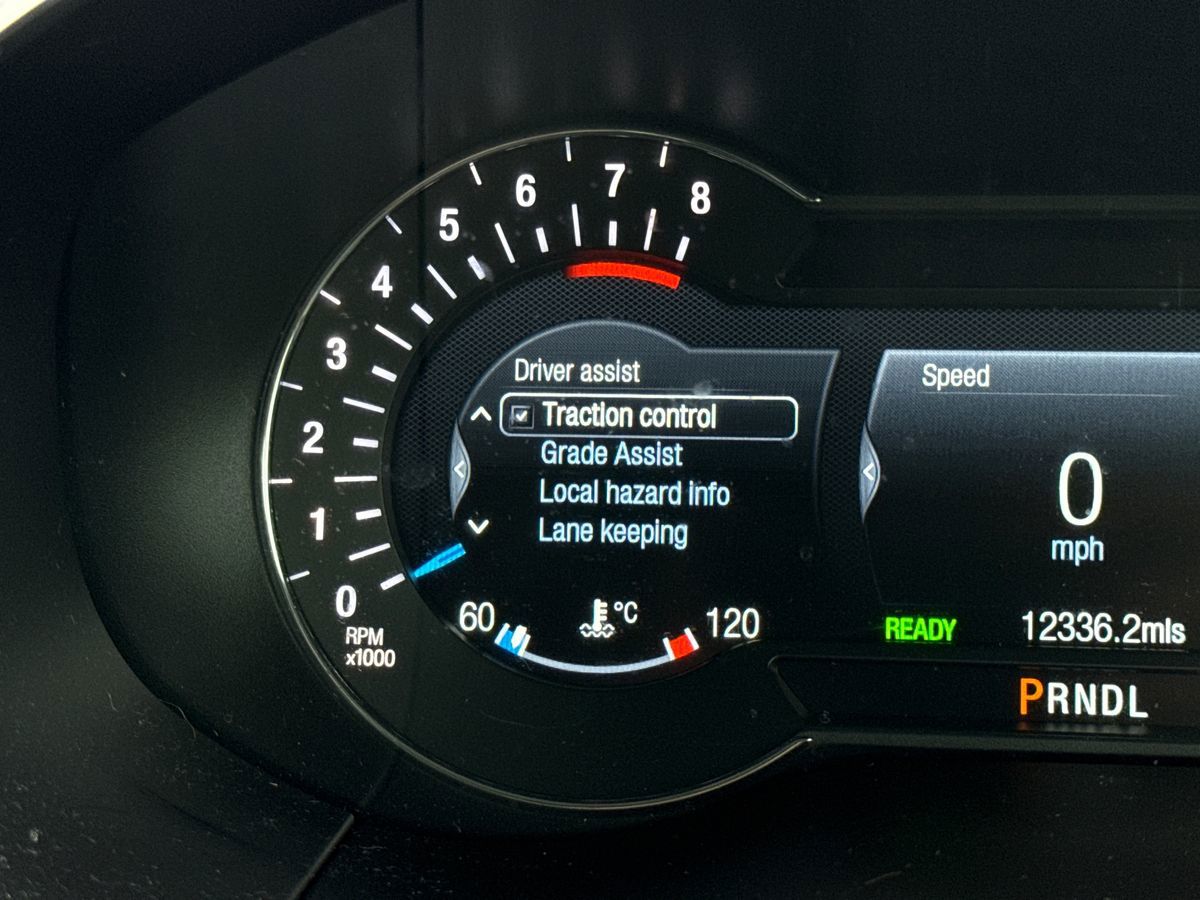 8
7
6
5
4
3
2
1
0
RPM
x1000
Driver assist
Traction control
Grade Assist
Local hazard info
Lane keeping
60
°C
120
Speed
0
mph
READY
12336.2mls
PRNDL